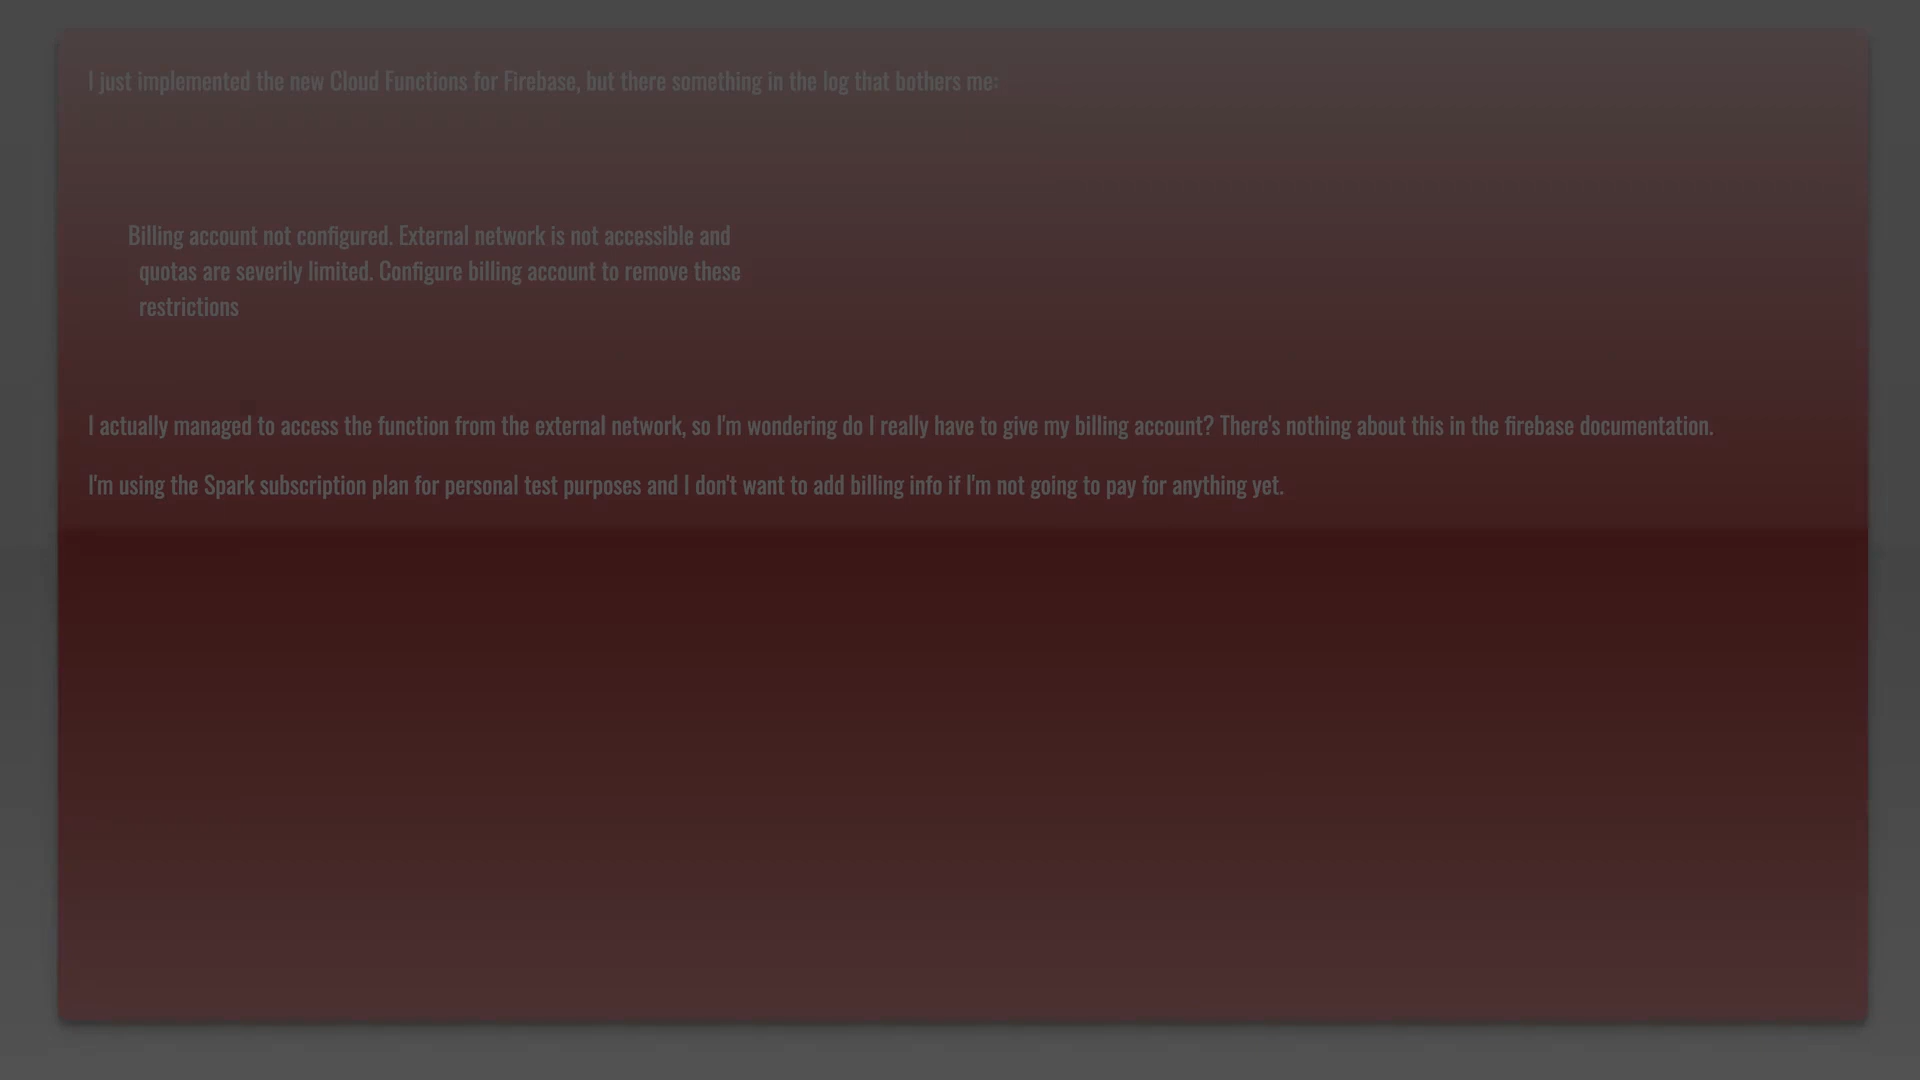 I just implemented the new Cloud Functions for Firebase, but there something in the log that bothers me:
Billing account not configured. External network is not accessible and
quotas are severily limited. Configure billing account to remove these
restrictions
I actually managed to access the function from the external network, so I'm wondering do I really have to give my billing account? There's nothing about this in the firebase documentation.
I'm using the Spark subscription plan for personal test purposes and I don't want to add billing info if I'm not going to pay for anything yet.